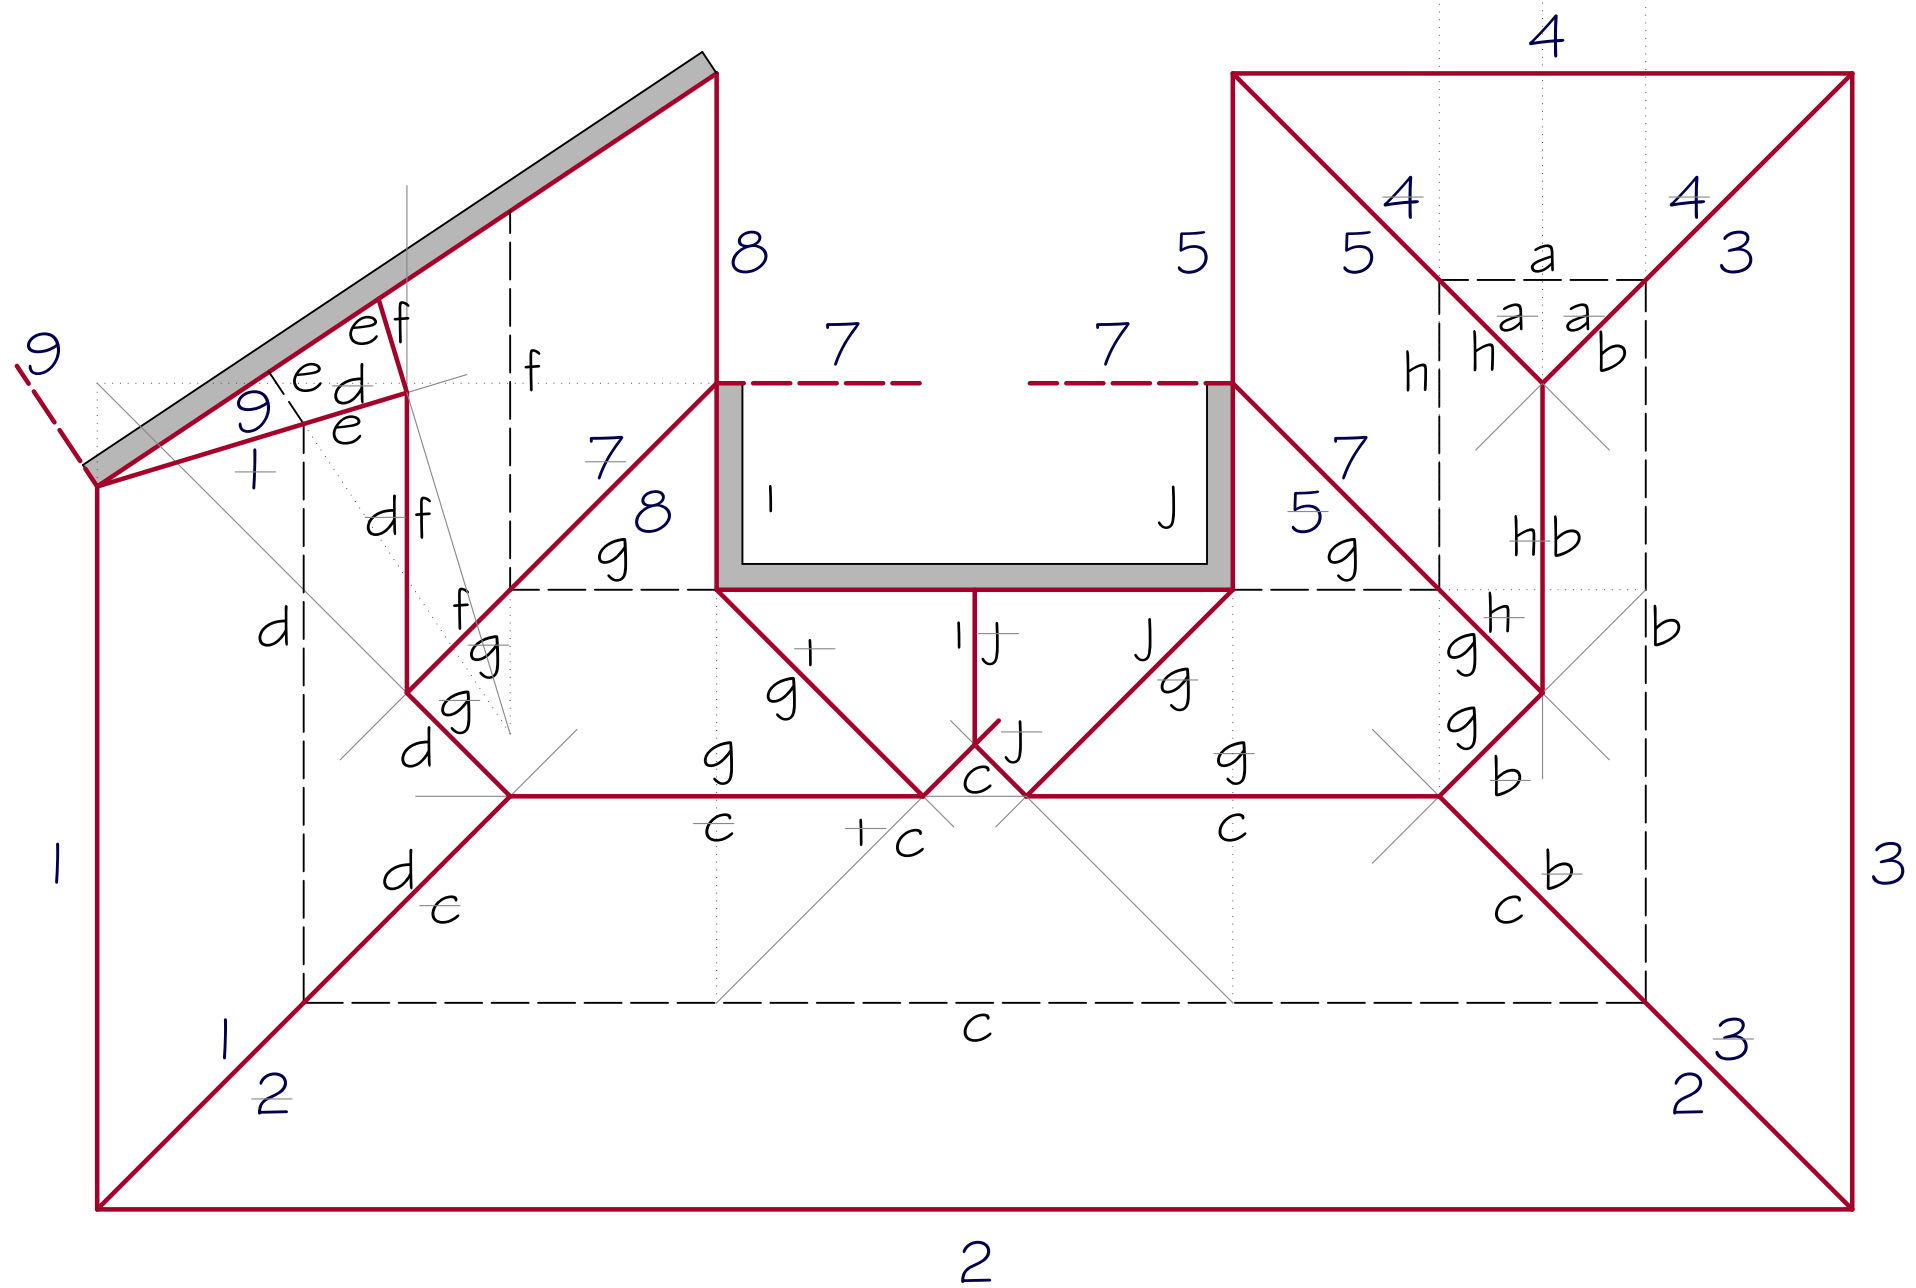 4
4 4
8 5 5 3
a
9 f 7 7 a a
e f h h b
e d
9 e
1 7 7
d f 8 i j 5
g g h b
f h
d g i i j j g b
g g j g
d g c g b
c i c c
1 d b 3
c c
c
1 3
2 2
2